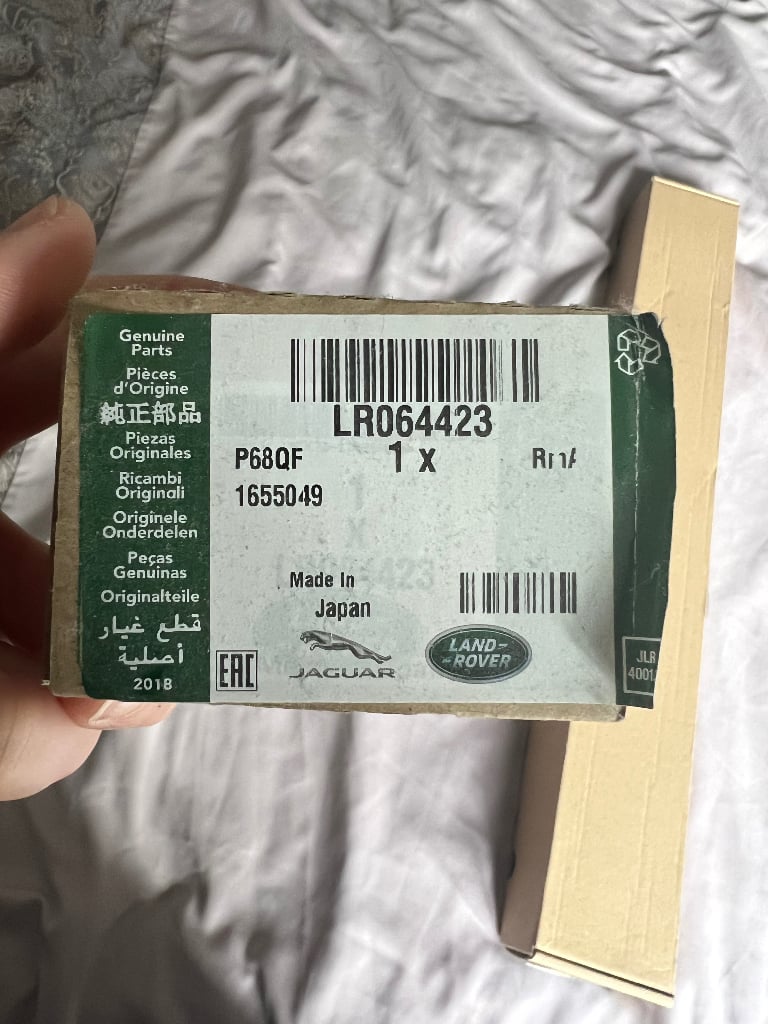 Genuine
Parts
Pièces
d'Origine
純正部品
Piezas
Originales
Ricambi
Originali
Originele
Onderdelen
Peças
Genuinas
Originalteile
قطع غيار
أصلية
2018
LR064423
P68QF
1 x
1655049
Made In
Japan
EAC
JAGUAR
LAND-
-ROVER
JLR